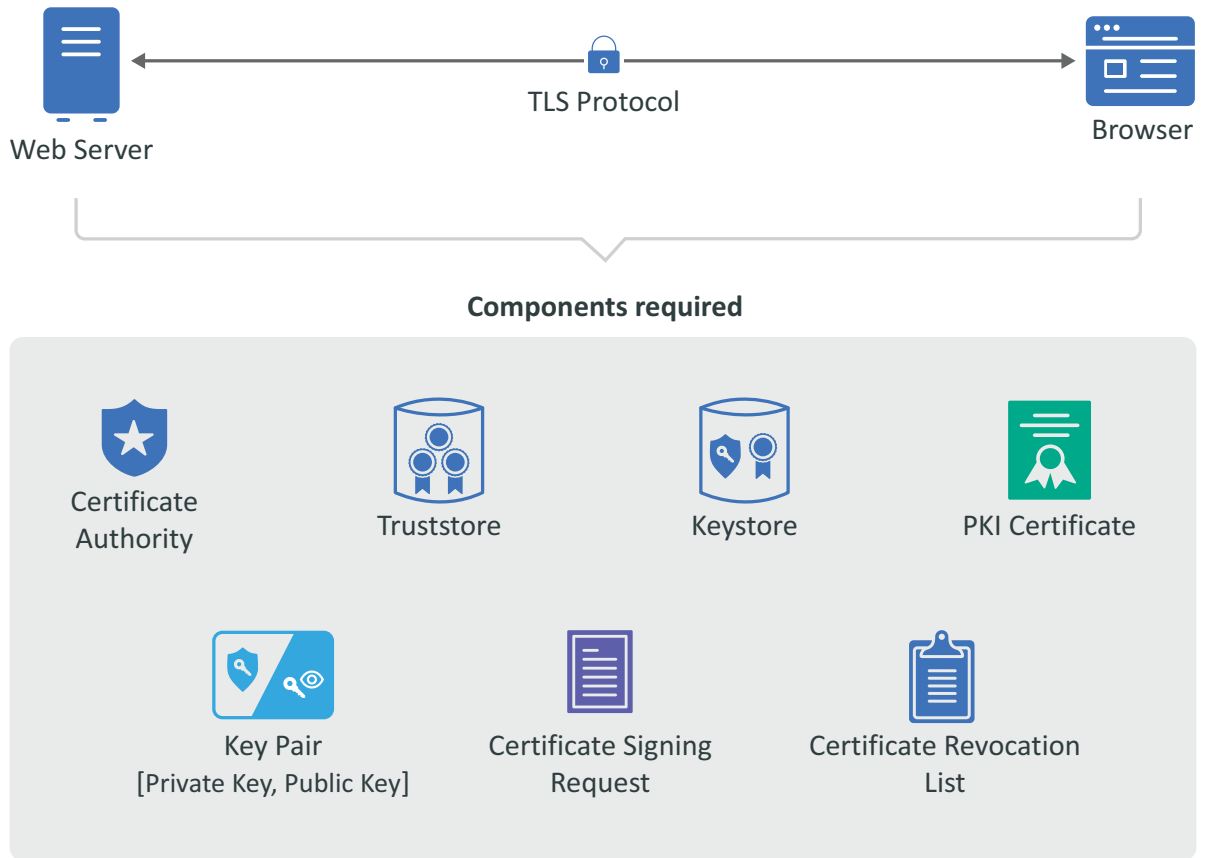 TLS Protocol
Web Server
Browser
Components required
Certificate
Authority
Truststore
Keystore
PKI Certificate
Key Pair
[Private Key, Public Key]
Certificate Signing
Request
Certificate Revocation
List